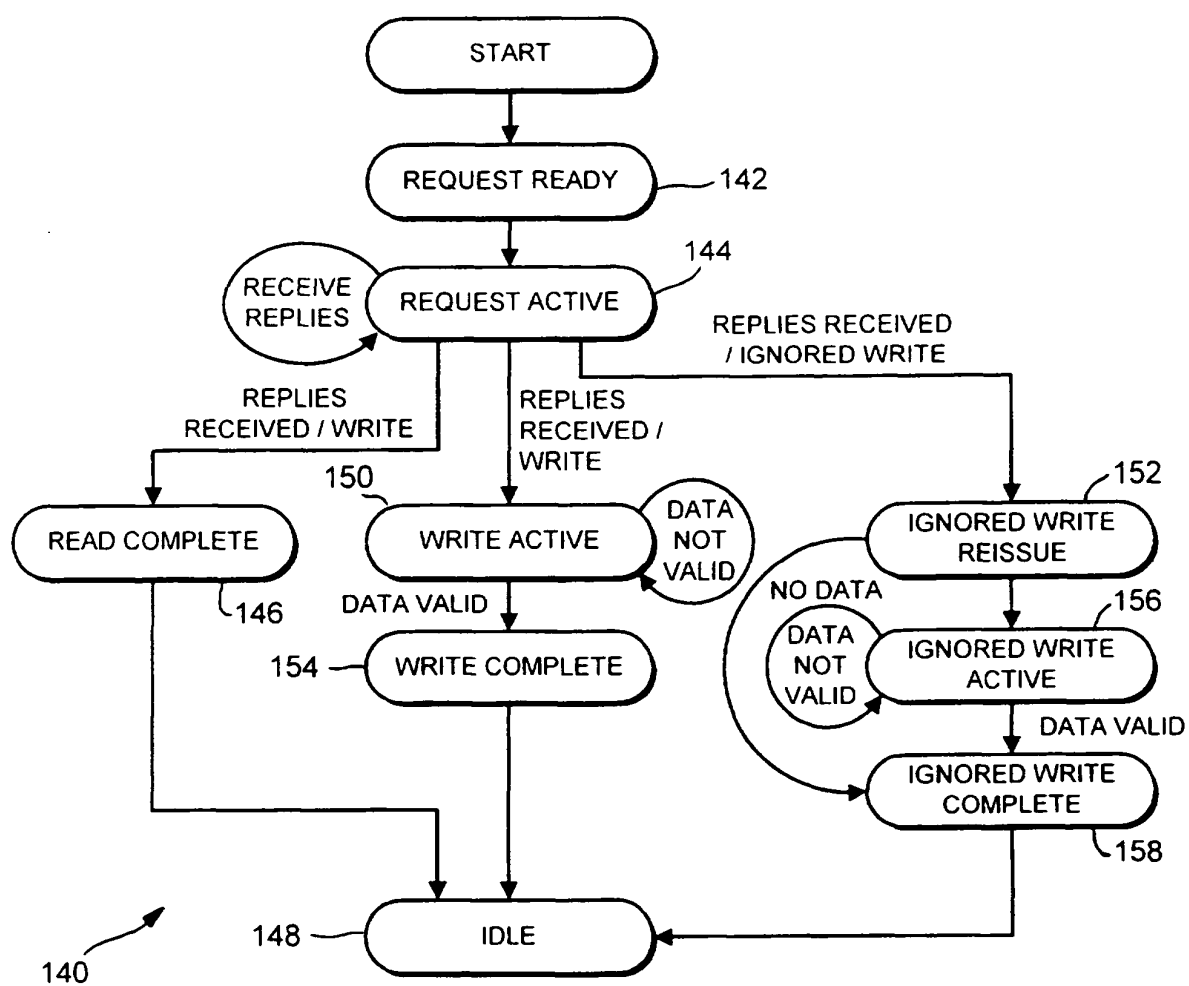 START
REQUEST READY
142
144
RECEIVE
REPLIES
REQUEST ACTIVE
REPLIES RECEIVED
/ IGNORED WRITE
REPLIES
RECEIVED / WRITE
REPLIES
RECEIVED /
WRITE
150
152
READ COMPLETE
WRITE ACTIVE
DATA
NOT
VALID
IGNORED WRITE
REISSUE
146
DATA VALID
NO DATA
156
154
WRITE COMPLETE
DATA
NOT
VALID
IGNORED WRITE
ACTIVE
DATA VALID
IGNORED WRITE
COMPLETE
158
148
IDLE
140